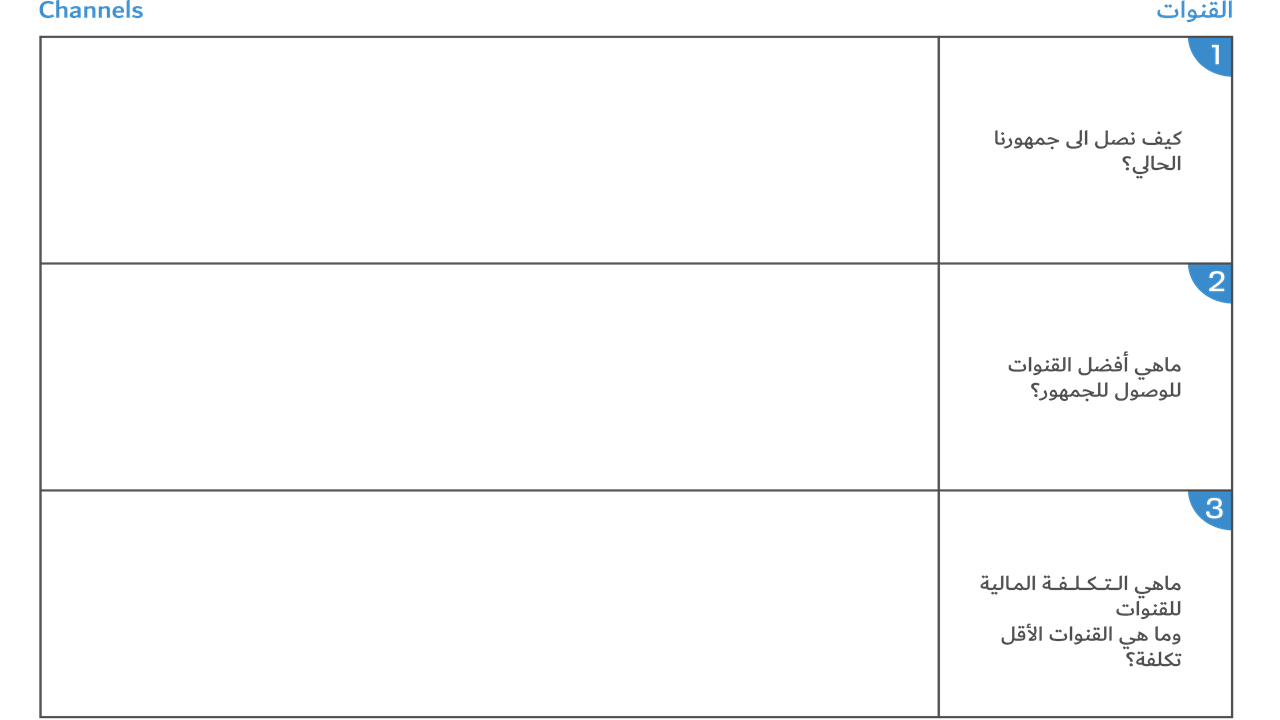 القنوات
Channels
1
كيف نصل الى جمهورنا
الحالي؟
2
ماهي أفضل القنوات
للوصول للجمهور؟
3
ماهي الـتـكـلـفـة المالية
للقنوات
وما هي القنوات الأقل
تكلفة؟